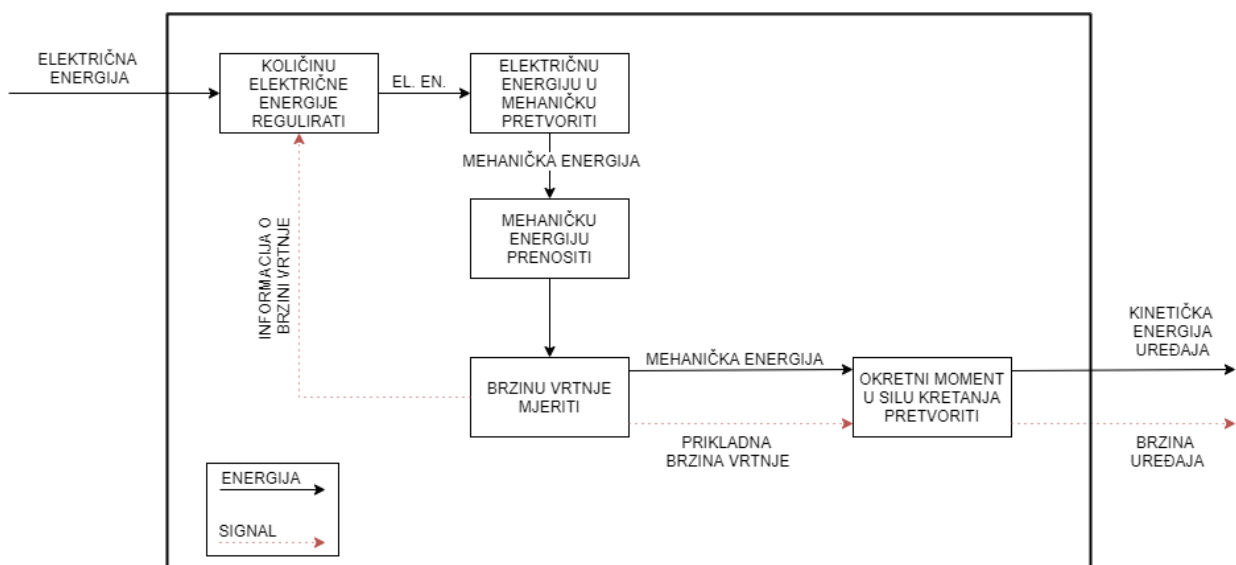 ELEKTRIČNA
ENERGIJA
KOLIČINU
ELEKTRIČNE
ENERGIJE
REGULIRATI
EL. EN.
ELEKTRIČNU
ENERGIJU U
MEHANIČKU
PRETVORITI
MEHANIČKA ENERGIJA
MEHANIČKU
ENERGIJU
PRENOSITI
INFORMACIJA O
BRZINI VRTNJE
BRZINU VRTNJE
MJERITI
MEHANIČKA ENERGIJA
PRIKLADNA
BRZINA VRTNJE
OKRETNI MOMENT
U SILU KRETANJA
PRETVORITI
KINETIČKA
ENERGIJA
UREĐAJA
BRZINA
UREĐAJA
ENERGIJA
SIGNAL